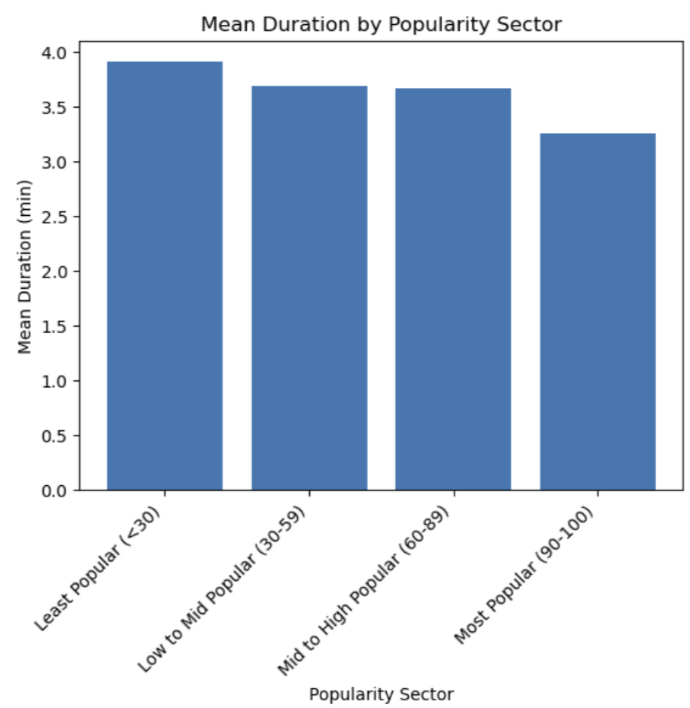 Mean Duration by Popularity Sector
4.0
3.5
3.0
2.5
2.0
1.5
1.0
0.5
0.0
Mean Duration (min)
Least Popular (<30)
Low to Mid Popular (30-59)
Mid to High Popular (60-89)
Most Popular (90-100)
Popularity Sector